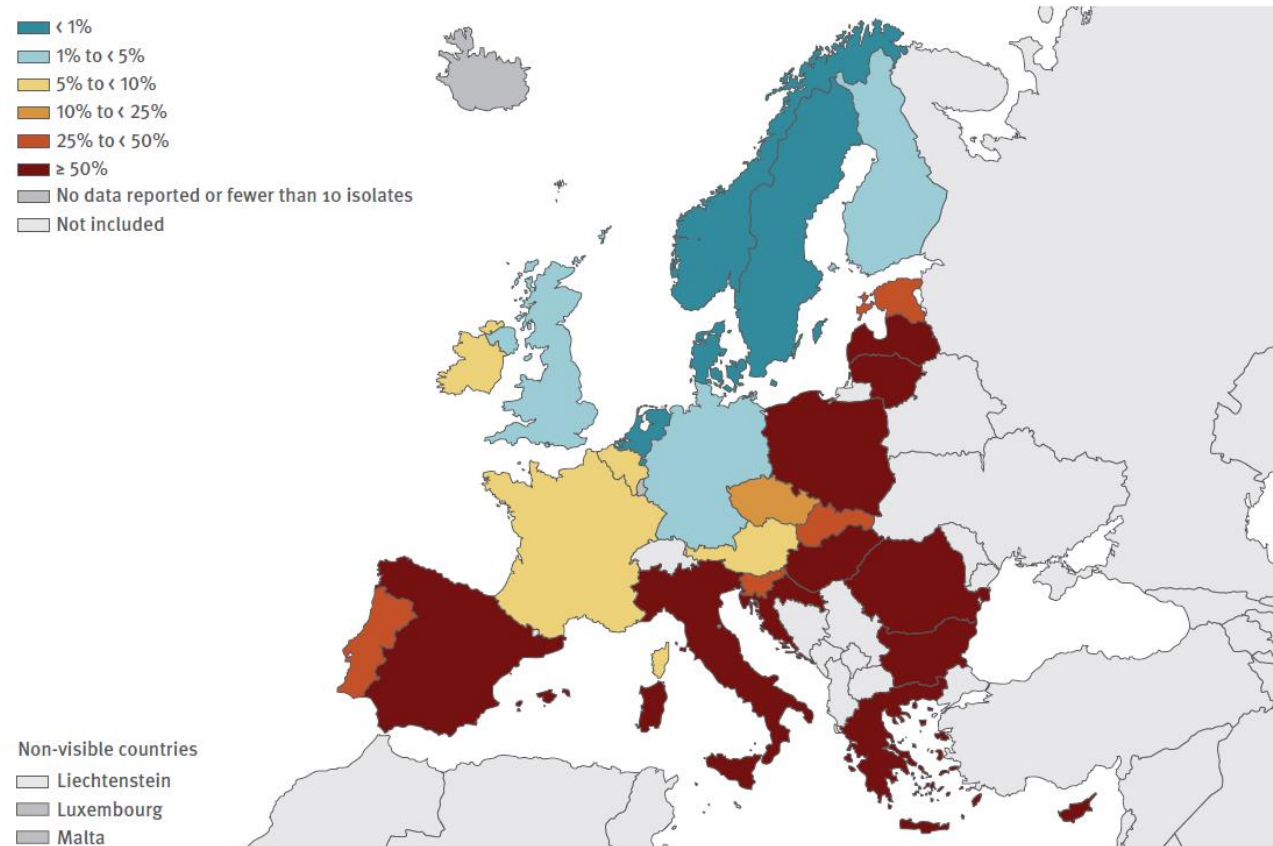 ‹ 1%
1% to ‹ 5%
5% to ‹ 10%
10% to ‹ 25%
25% to ‹ 50%
≥ 50%
No data reported or fewer than 10 isolates
Not included
Non-visible countries
Liechtenstein
Luxembourg
Malta